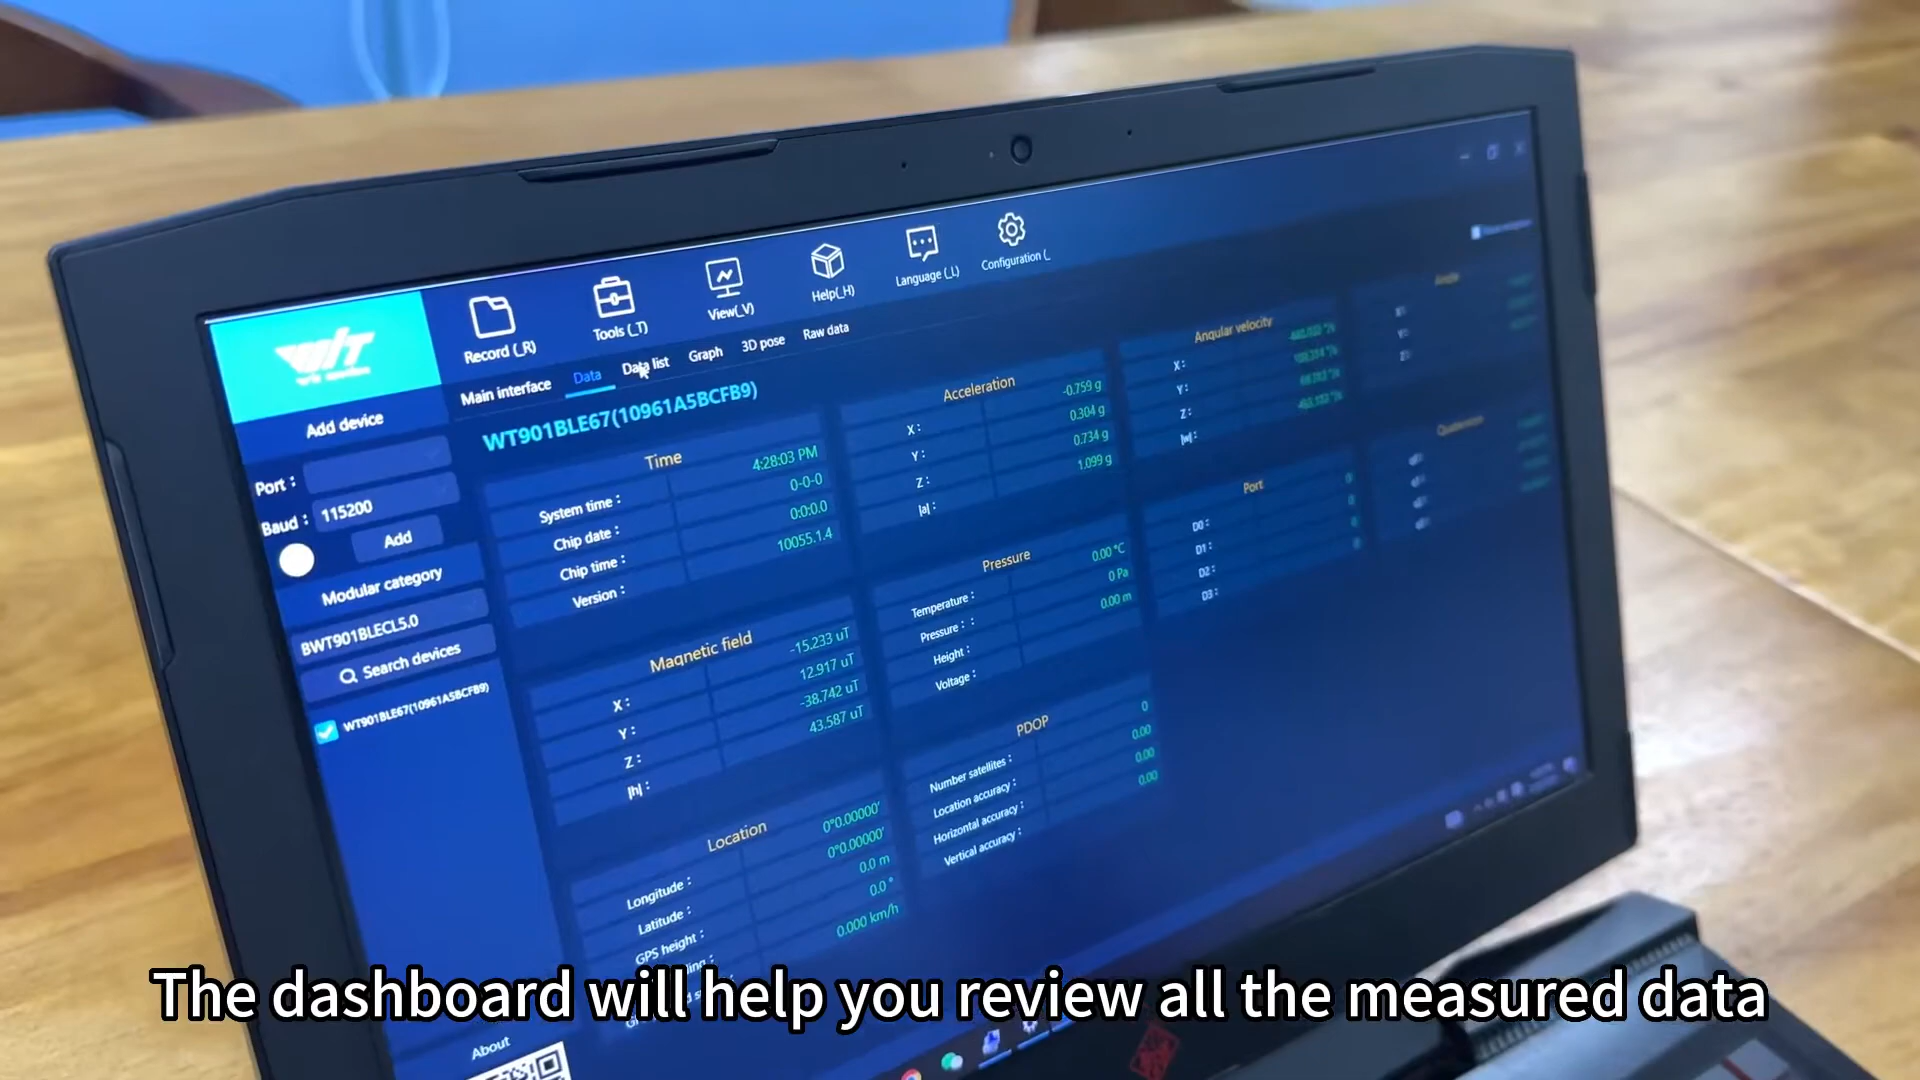 Record (_R)
Tools (_T)
View(_V)
Help(_H)
Language (_L)
Configuration (_
WIT
Main interface
Data
Data list
Graph
3D pose
Raw data
Add device
Port :
Baud : 115200
Add
Modular category
BWT901BLECL5.0
Search devices
WT901BLE67(10961A5BCFB9)
About
WT901BLE67(10961A5BCFB9)
Time
System time : 4:28:03 PM
Chip date : 0-0-0
Chip time : 0:0:0.0
Version : 10055.1.4
Acceleration
X : -0.759 g
Y : 0.304 g
Z : 0.734 g
|a| : 1.099 g
Angular velocity
X :
Y :
Z :
|w| :
Angle
X :
Y :
Z :
Magnetic field
X : -15.233 uT
Y : 12.917 uT
Z : -38.742 uT
|h| : 43.587 uT
Pressure
Temperature : 0.00 °C
Pressure : : 0 Pa
Height : 0.00 m
Voltage :
Port
D0 : 0
D1 : 0
D2 : 0
D3 : 0
Quaternion
Location
Longitude : 0°0.00000'
Latitude : 0°0.00000'
GPS height : 0.0 m
0.0 °
0.000 km/h
PDOP
Number satellites : 0
Location accuracy : 0.00
Horizontal accuracy : 0.00
Vertical accuracy : 0.00
The dashboard will help you review all the measured data